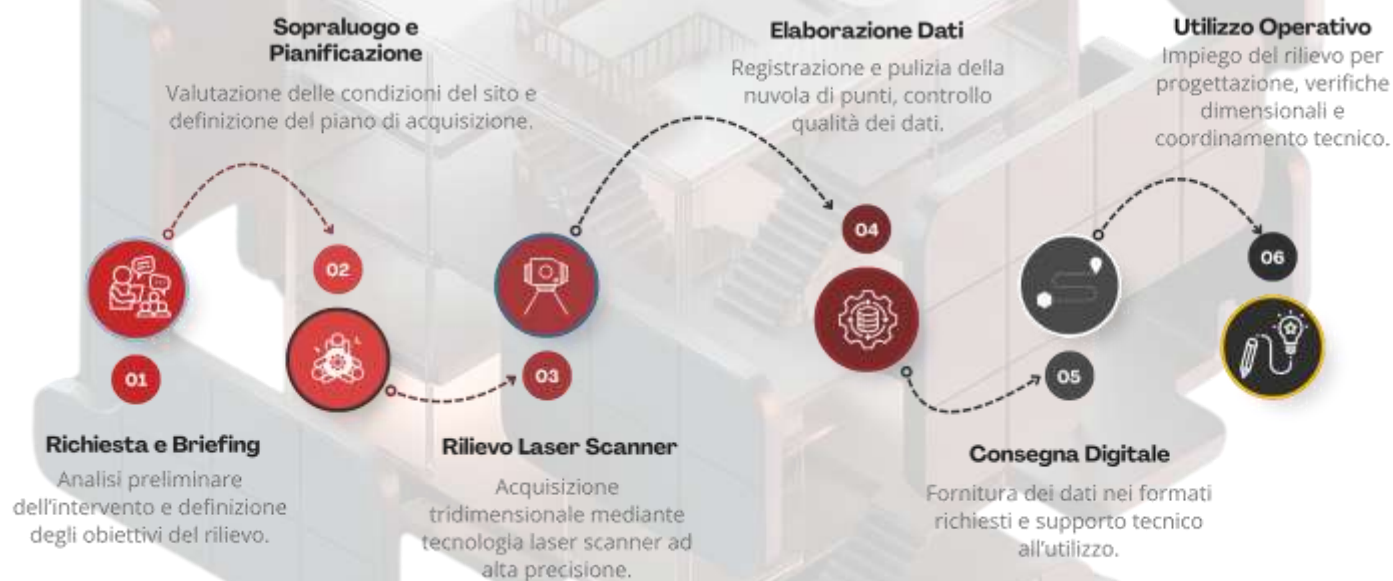 Richiesta e Briefing
Analisi preliminare
dell'intervento e definizione
degli obiettivi del rilievo.
01
Sopraluogo e
Pianificazione
Valutazione delle condizioni del sito e
definizione del piano di acquisizione.
02
03
Rilievo Laser Scanner
Acquisizione
tridimensionale mediante
tecnologia laser scanner ad
alta precisione.
Elaborazione Dati
Registrazione e pulizia della
nuvola di punti, controllo
qualità dei dati.
04
05
Consegna Digitale
Fornitura dei dati nei formati
richiesti e supporto tecnico
all'utilizzo.
Utilizzo Operativo
Impiego del rilievo per
progettazione, verifiche
dimensionali e
coordinamento tecnico.
06